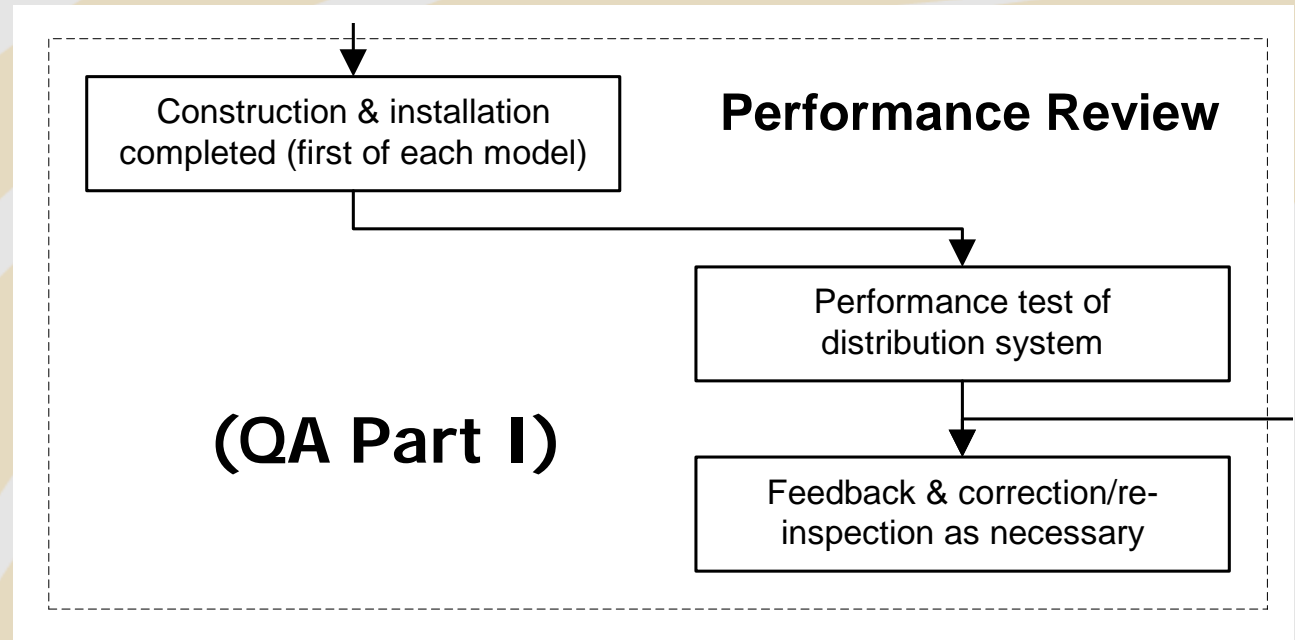 Construction & installation
completed (first of each model)
Performance Review
Performance test of
distribution system
(QA Part I)
Feedback & correction/re-
inspection as necessary